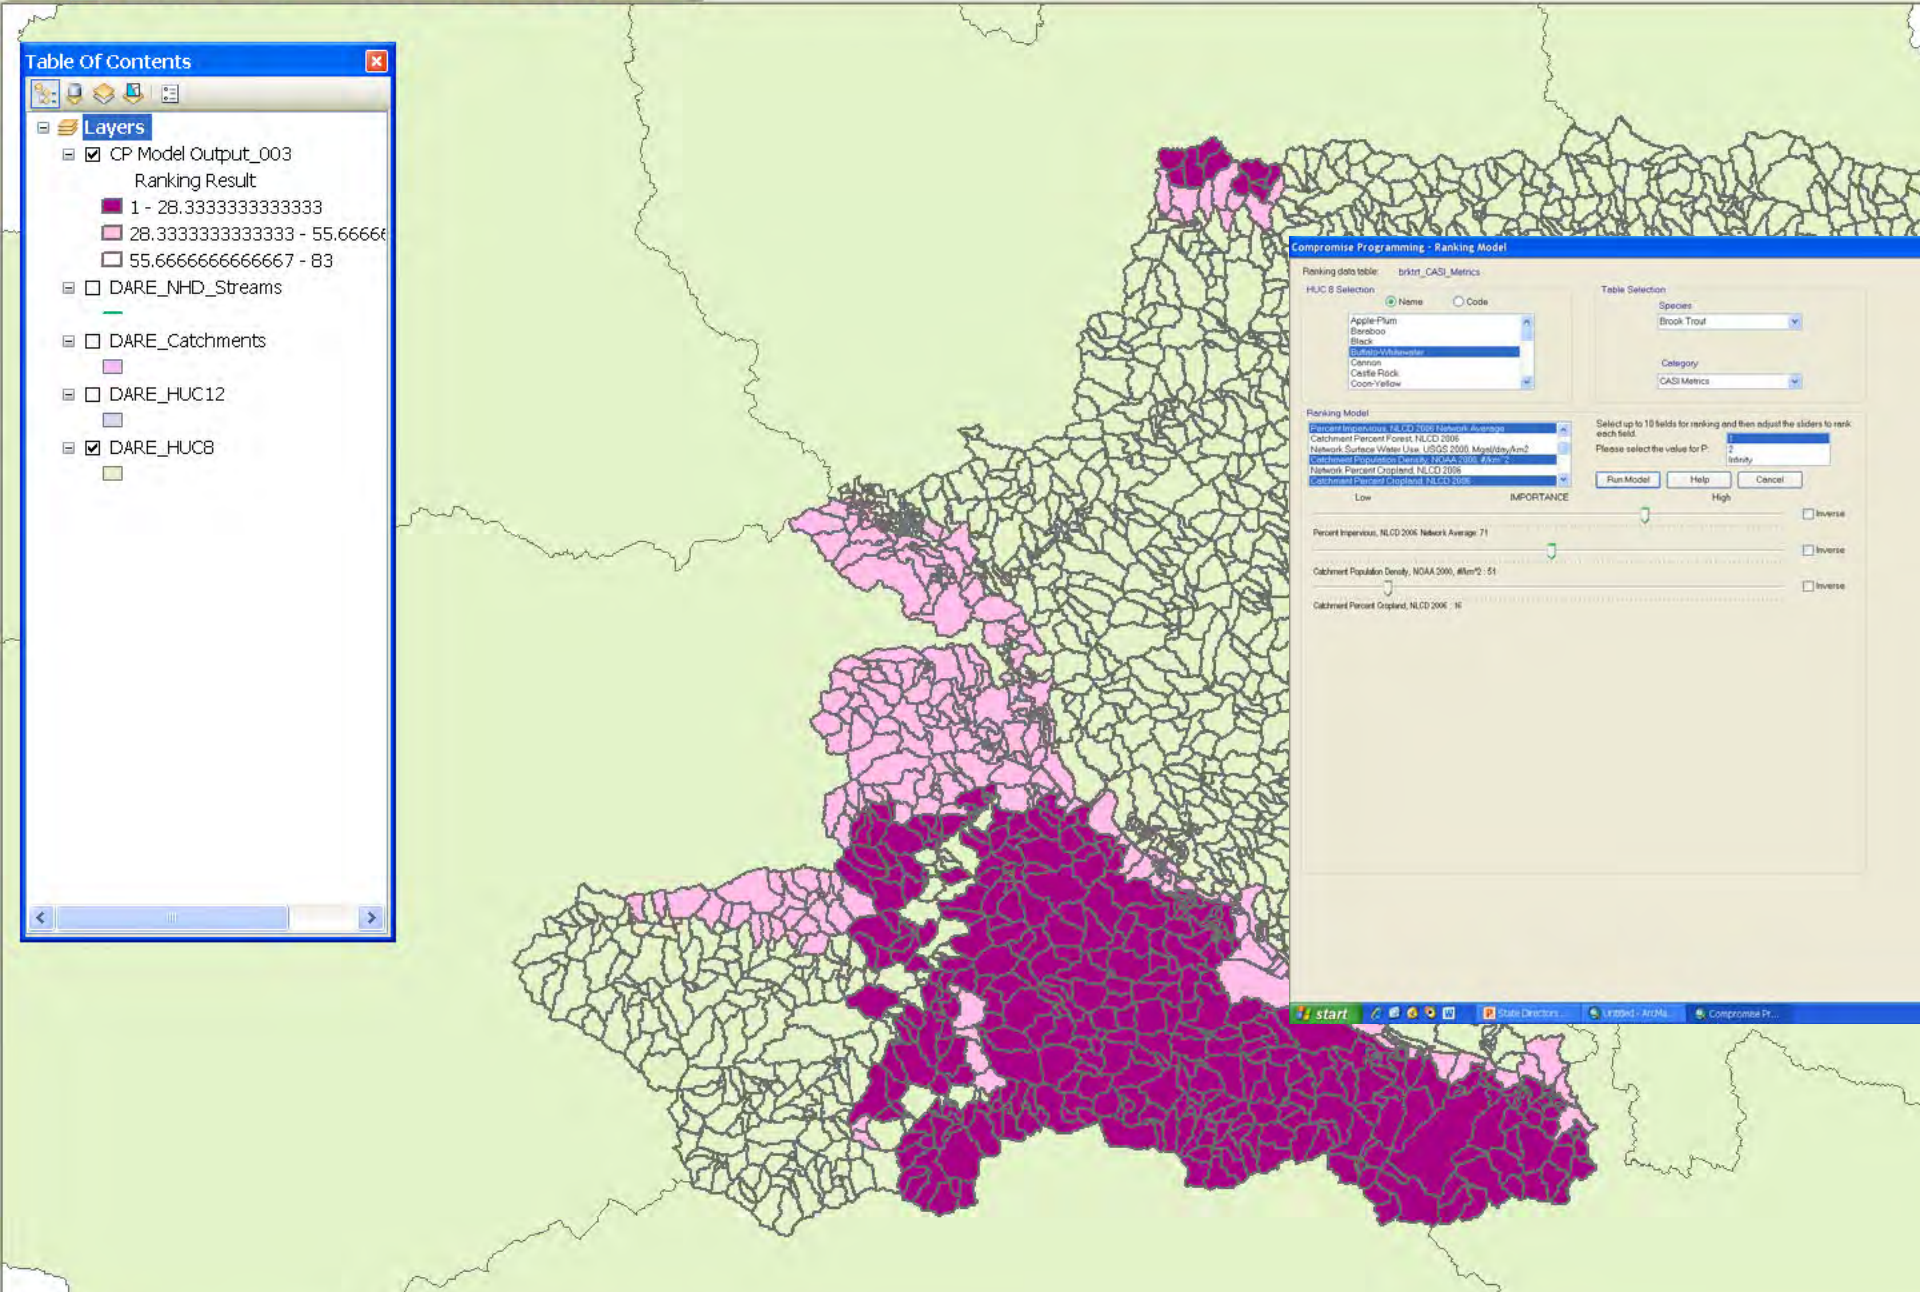 Table Of Contents
Layers
CP Model Output_003
Ranking Result
1 - 28.3333333333333
28.3333333333333 - 55.66666
55.6666666666667 - 83
DARE_NHD_Streams
DARE_Catchments
DARE_HUC12
DARE_HUC8
Compromise Programming - Ranking Model
Ranking data table: brktrt_CASI_Metrics
HUC 8 Selection
Name Code
Apple-Plum
Baraboo
Black
Buffalo-Whitewater
Cannon
Castle Rock
Coon-Yellow
Table Selection
Species
Brook Trout
Category
CASI Metrics
Ranking Model
Percent Impervious, NLCD 2006 Network Average
Catchment Percent Forest, NLCD 2006
Network Surface Water Use, USGS 2000, Mgal/day/km2
Catchment Population Density, NOAA 2000, #/km^2
Network Percent Cropland, NLCD 2006
Catchment Percent Cropland, NLCD 2006
Select up to 10 fields for ranking and then adjust the sliders to rank
each field.
Please select the value for P:
1
2
Infinity
Run Model Help Cancel
Low IMPORTANCE High
Inverse
Percent Impervious, NLCD 2006 Network Average: 71
Inverse
Catchment Population Density, NOAA 2000, #/km^2 : 51
Inverse
Catchment Percent Cropland, NLCD 2006 : 16
start
State Directors ...
Untitled - ArcMa...
Compromise Pr...